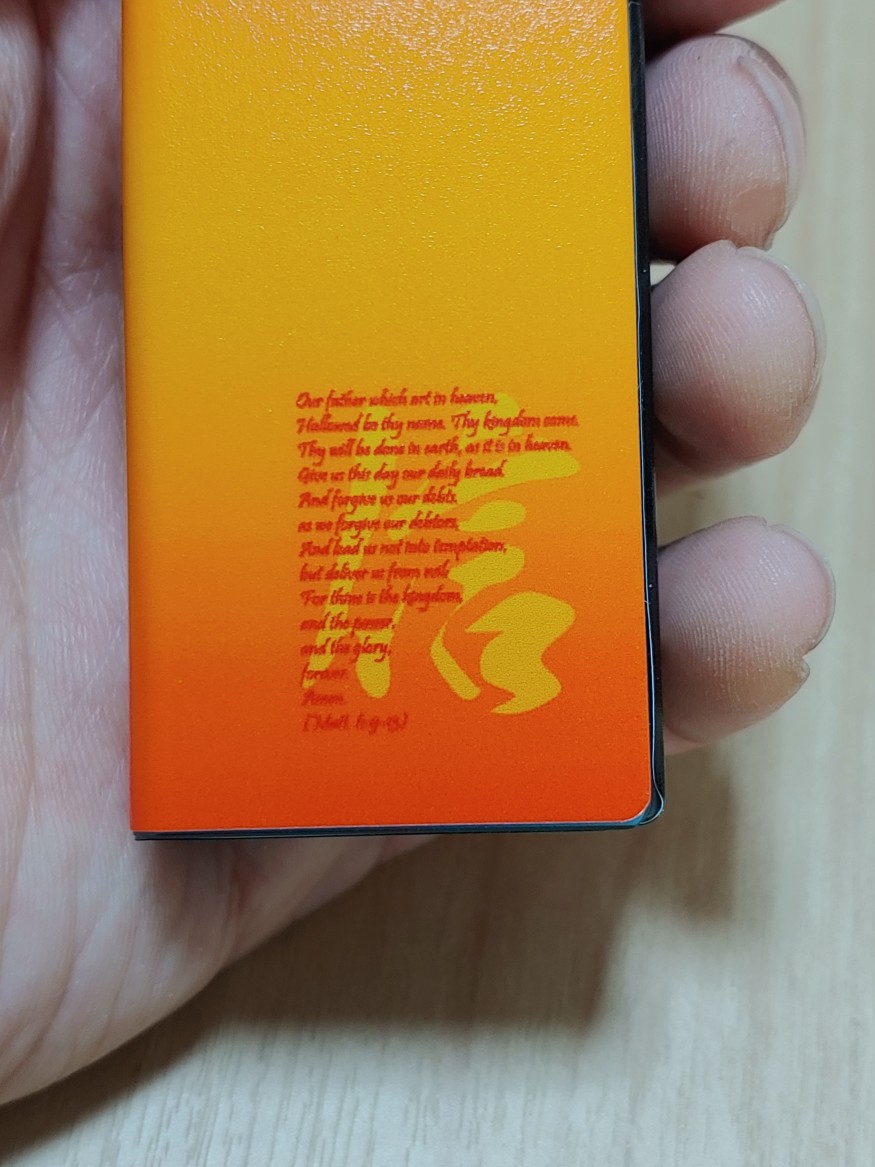 Our father which art in heaven,
Hallowed be thy name. Thy kingdom come.
Thy will be done in earth, as it is in heaven.
Give us this day our daily bread.
And forgive us our debts.
as we forgive our debtors,
And lead us not into temptation,
but deliver us from evil,
For thine is the kingdom,
and the power,
and the glory,
forever.
Amen.
(Matt. 6:9-13)
信